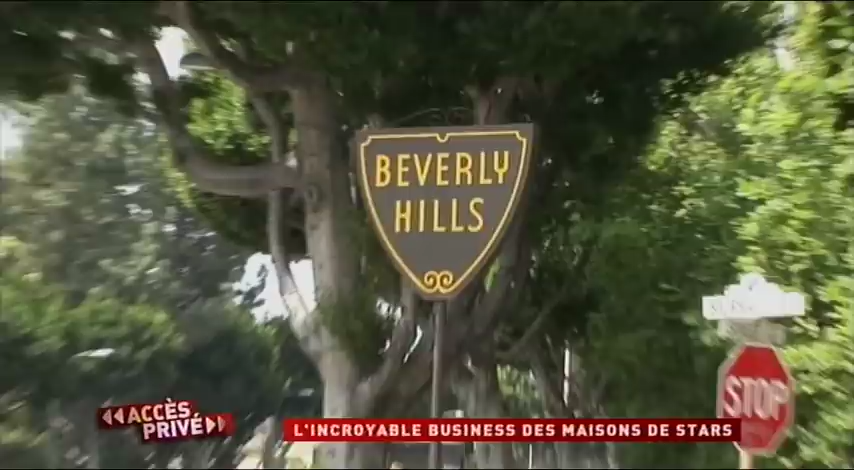 BEVERLY
HILLS
STOP
ACCÈS
PRIVÉ
L'INCROYABLE BUSINESS DES MAISONS DE STARS